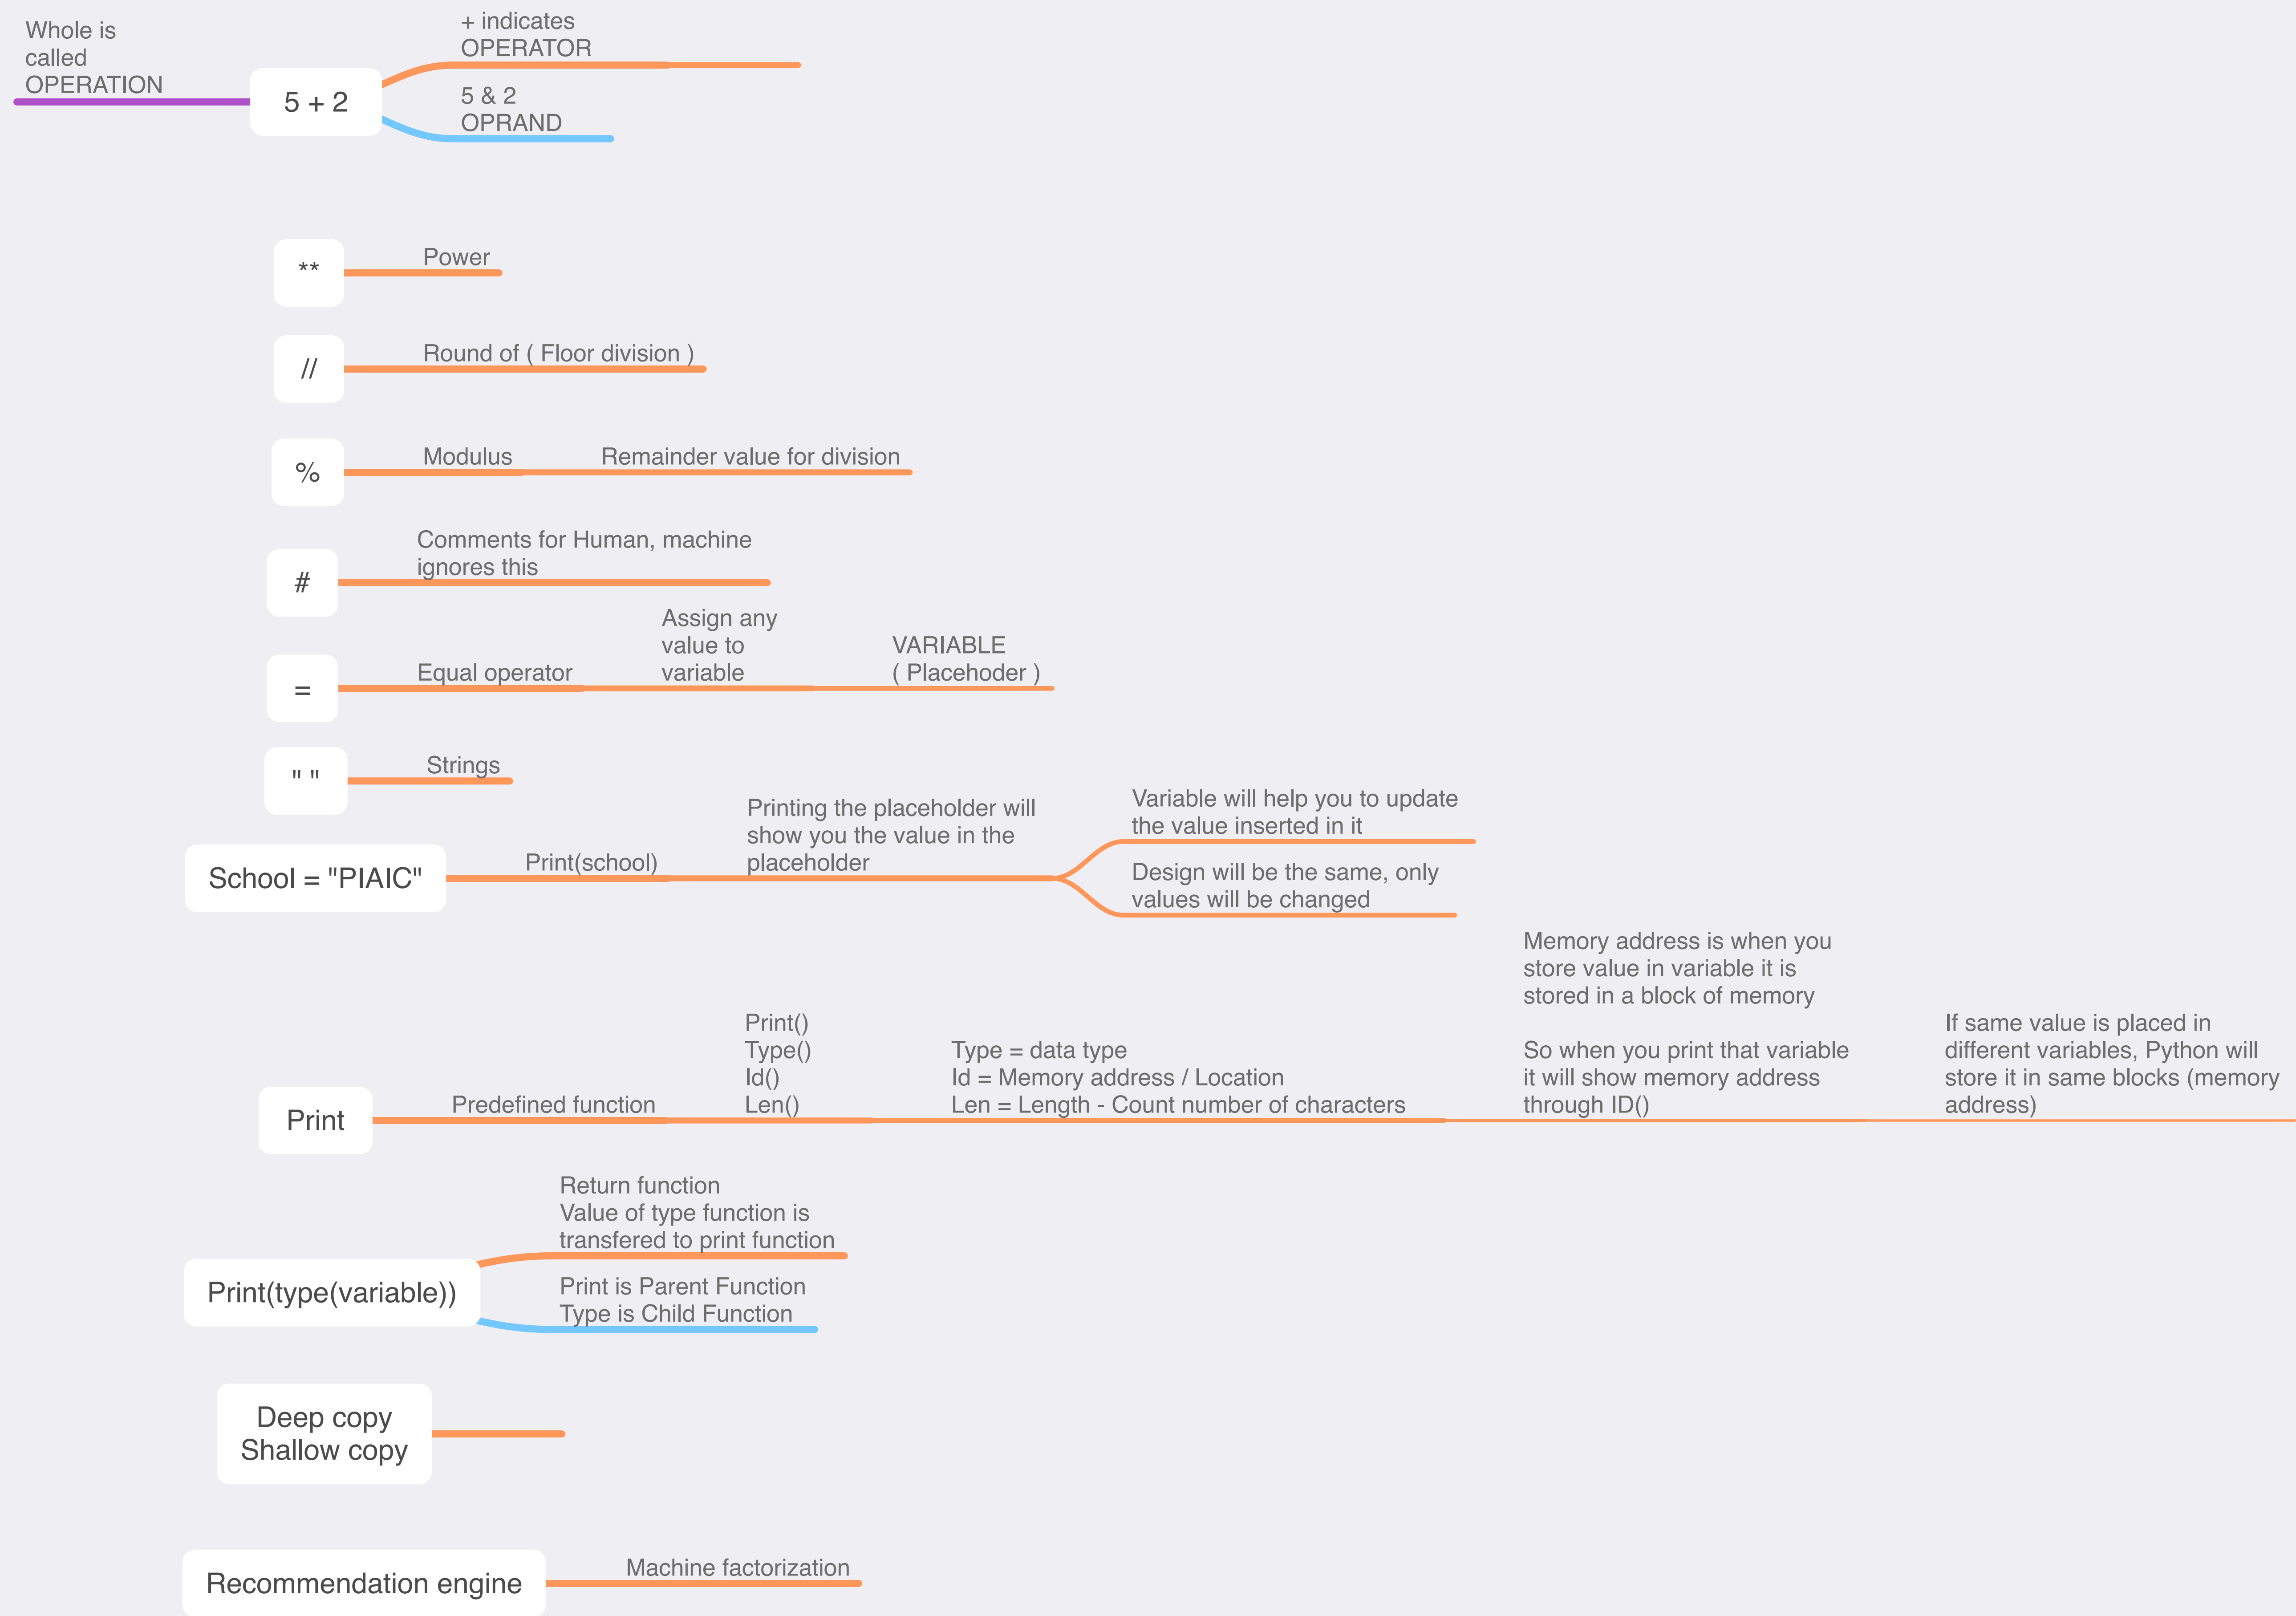 Whole is
called
OPERATION
5 + 2
+ indicates
OPERATOR
5 & 2
OPRAND
**
Power
//
Round of ( Floor division )
%
Modulus
Remainder value for division
#
Comments for Human, machine
ignores this
=
Equal operator
Assign any
value to
variable
VARIABLE
( Placehoder )
" "
Strings
School = "PIAIC"
Print(school)
Printing the placeholder will
show you the value in the
placeholder
Variable will help you to update
the value inserted in it
Design will be the same, only
values will be changed
Print
Predefined function
Print()
Type()
Id()
Len()
Type = data type
Id = Memory address / Location
Len = Length - Count number of characters
Memory address is when you
store value in variable it is
stored in a block of memory
So when you print that variable
it will show memory address
through ID()
If same value is placed in
different variables, Python will
store it in same blocks (memory
address)
Print(type(variable))
Return function
Value of type function is
transfered to print function
Print is Parent Function
Type is Child Function
Deep copy
Shallow copy
Recommendation engine
Machine factorization